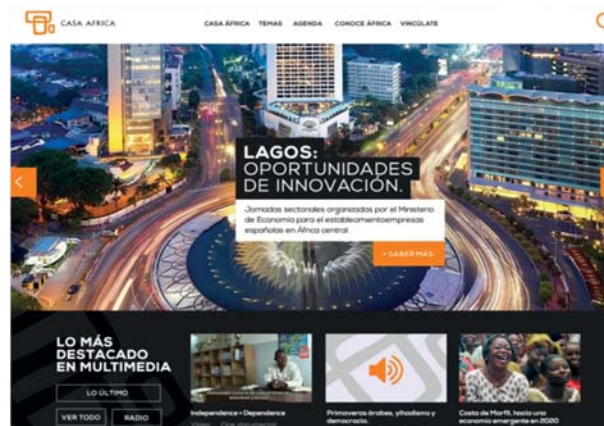 CASA AFRICA
CASA ÁFRICA TEMAS AGENDA CONOCE ÁFRICA VINCÚLATE
LAGOS:
OPORTUNIDADES
DE INNOVACIÓN.
Jornadas sectoriales organizadas por el Ministerio
de Economía para el establecimientoempresas
españolas en África central
+ SABER MÁS
LO MÁS
DESTACADO
EN MULTIMEDIA
LO ÚLTIMO
VER TODO
RADIO
Independence = Dependence
Primaveras árabes, yihadismo y
democracia.
Costa de Marfil, hacia una
economía emergente en 2020